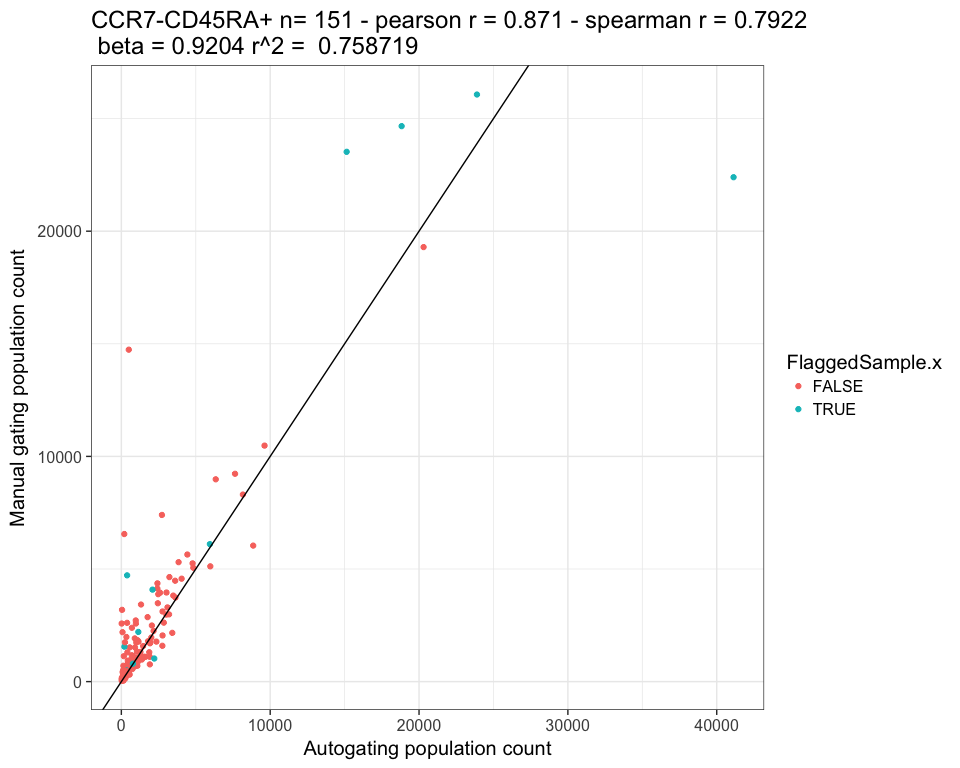 CCR7-CD45RA+ n= 151 - pearson r = 0.871 - spearman r = 0.7922
beta = 0.9204 r^2 =  0.758719
Manual gating population count
20000
10000
0
0 10000 20000 30000 40000
Autogating population count
FlaggedSample.x
FALSE
TRUE